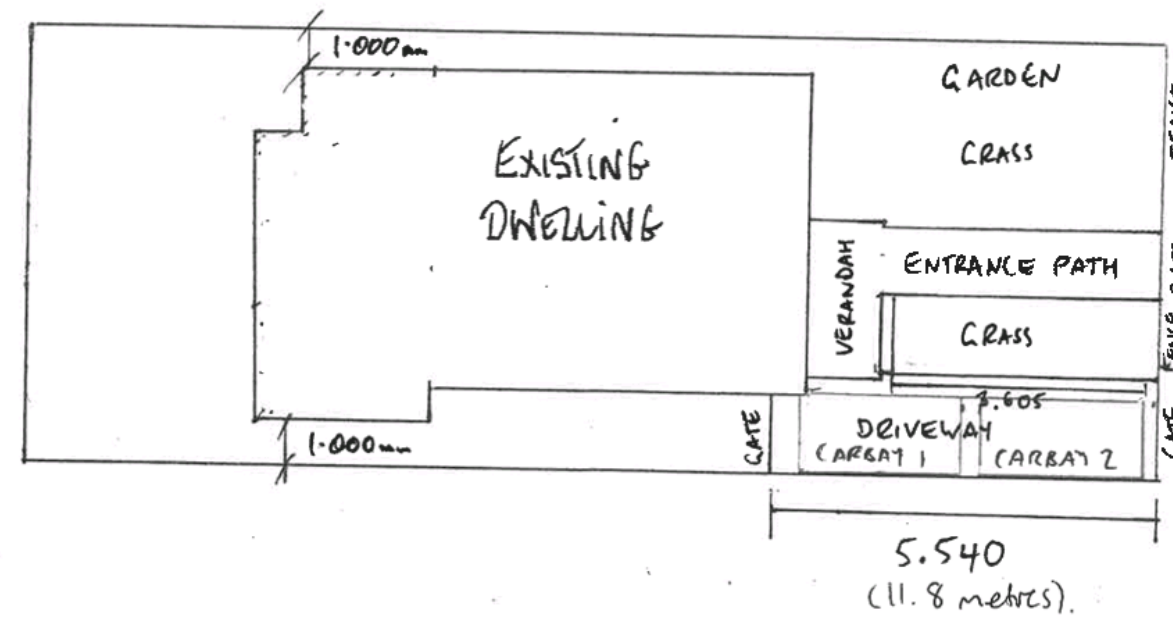 1.000mm
GARDEN
GRASS
EXISTING
DWELLING
VERANDAH
ENTRANCE PATH
GRASS
3.605
GATE
DRIVEWAY
CARBAY 1
CARBAY 2
1.000mm
5.540
(11.8 metres).